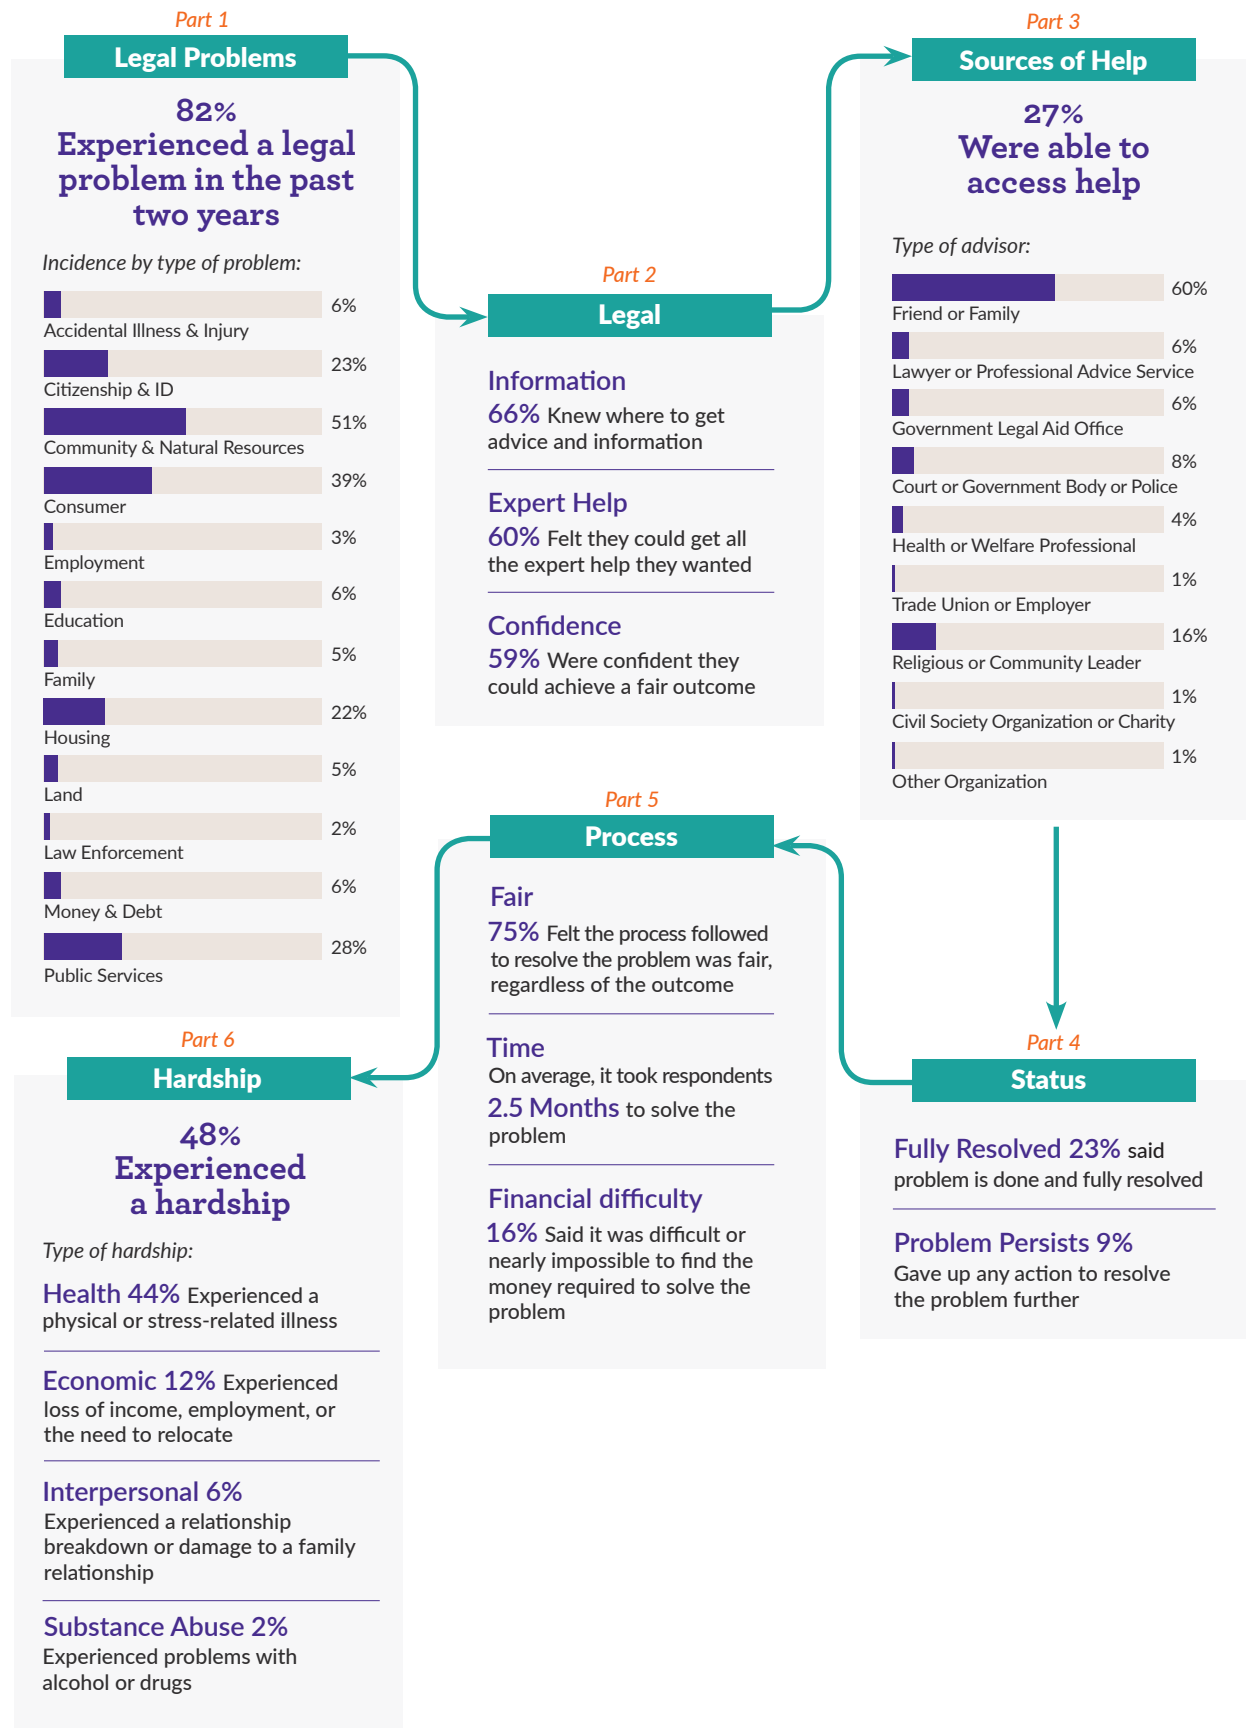 Part 1
Legal Problems
82%
Experienced a legal
problem in the past
two years
Incidence by type of problem:
6%
Accidental Illness & Injury
23%
Citizenship & ID
51%
Community & Natural Resources
39%
Consumer
3%
Employment
6%
Education
5%
Family
22%
Housing
5%
Land
2%
Law Enforcement
6%
Money & Debt
28%
Public Services
Part 2
Legal
Information
66% Knew where to get
advice and information
Expert Help
60% Felt they could get all
the expert help they wanted
Confidence
59% Were confident they
could achieve a fair outcome
Part 3
Sources of Help
27%
Were able to
access help
Type of advisor:
60%
Friend or Family
6%
Lawyer or Professional Advice Service
6%
Government Legal Aid Office
8%
Court or Government Body or Police
4%
Health or Welfare Professional
1%
Trade Union or Employer
16%
Religious or Community Leader
1%
Civil Society Organization or Charity
1%
Other Organization
Part 4
Status
Fully Resolved 23% said
problem is done and fully resolved
Problem Persists 9%
Gave up any action to resolve
the problem further
Part 5
Process
Fair
75% Felt the process followed
to resolve the problem was fair,
regardless of the outcome
Time
On average, it took respondents
2.5 Months to solve the
problem
Financial difficulty
16% Said it was difficult or
nearly impossible to find the
money required to solve the
problem
Part 6
Hardship
48%
Experienced
a hardship
Type of hardship:
Health 44% Experienced a
physical or stress-related illness
Economic 12% Experienced
loss of income, employment, or
the need to relocate
Interpersonal 6%
Experienced a relationship
breakdown or damage to a family
relationship
Substance Abuse 2%
Experienced problems with
alcohol or drugs